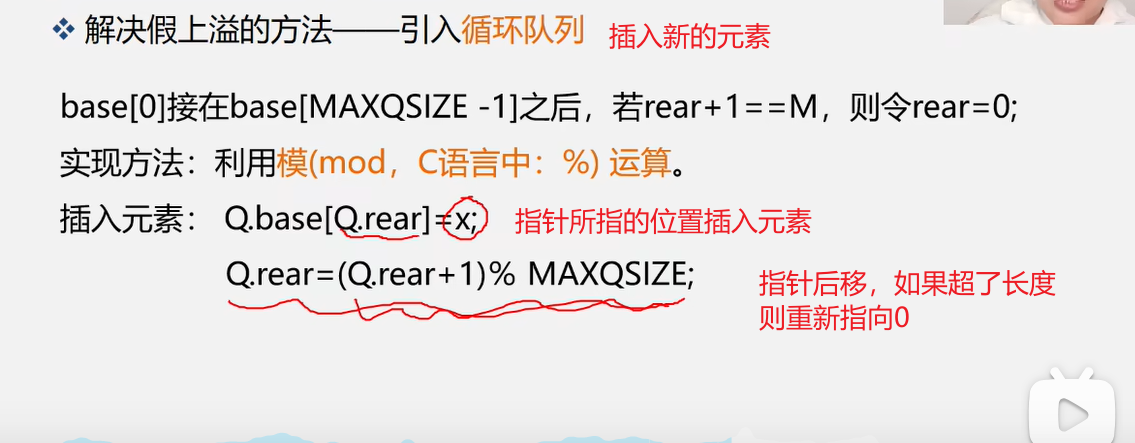 ❖ 解决假上溢的方法——引入循环队列 插入新的元素
base[0]接在base[MAXQSIZE -1]之后，若rear+1==M，则令rear=0;
实现方法：利用模(mod，C语言中：%) 运算。
插入元素： Q.base[Q.rear]=x; 指针所指的位置插入元素
Q.rear=(Q.rear+1)% MAXQSIZE; 指针后移，如果超了长度
则重新指向0